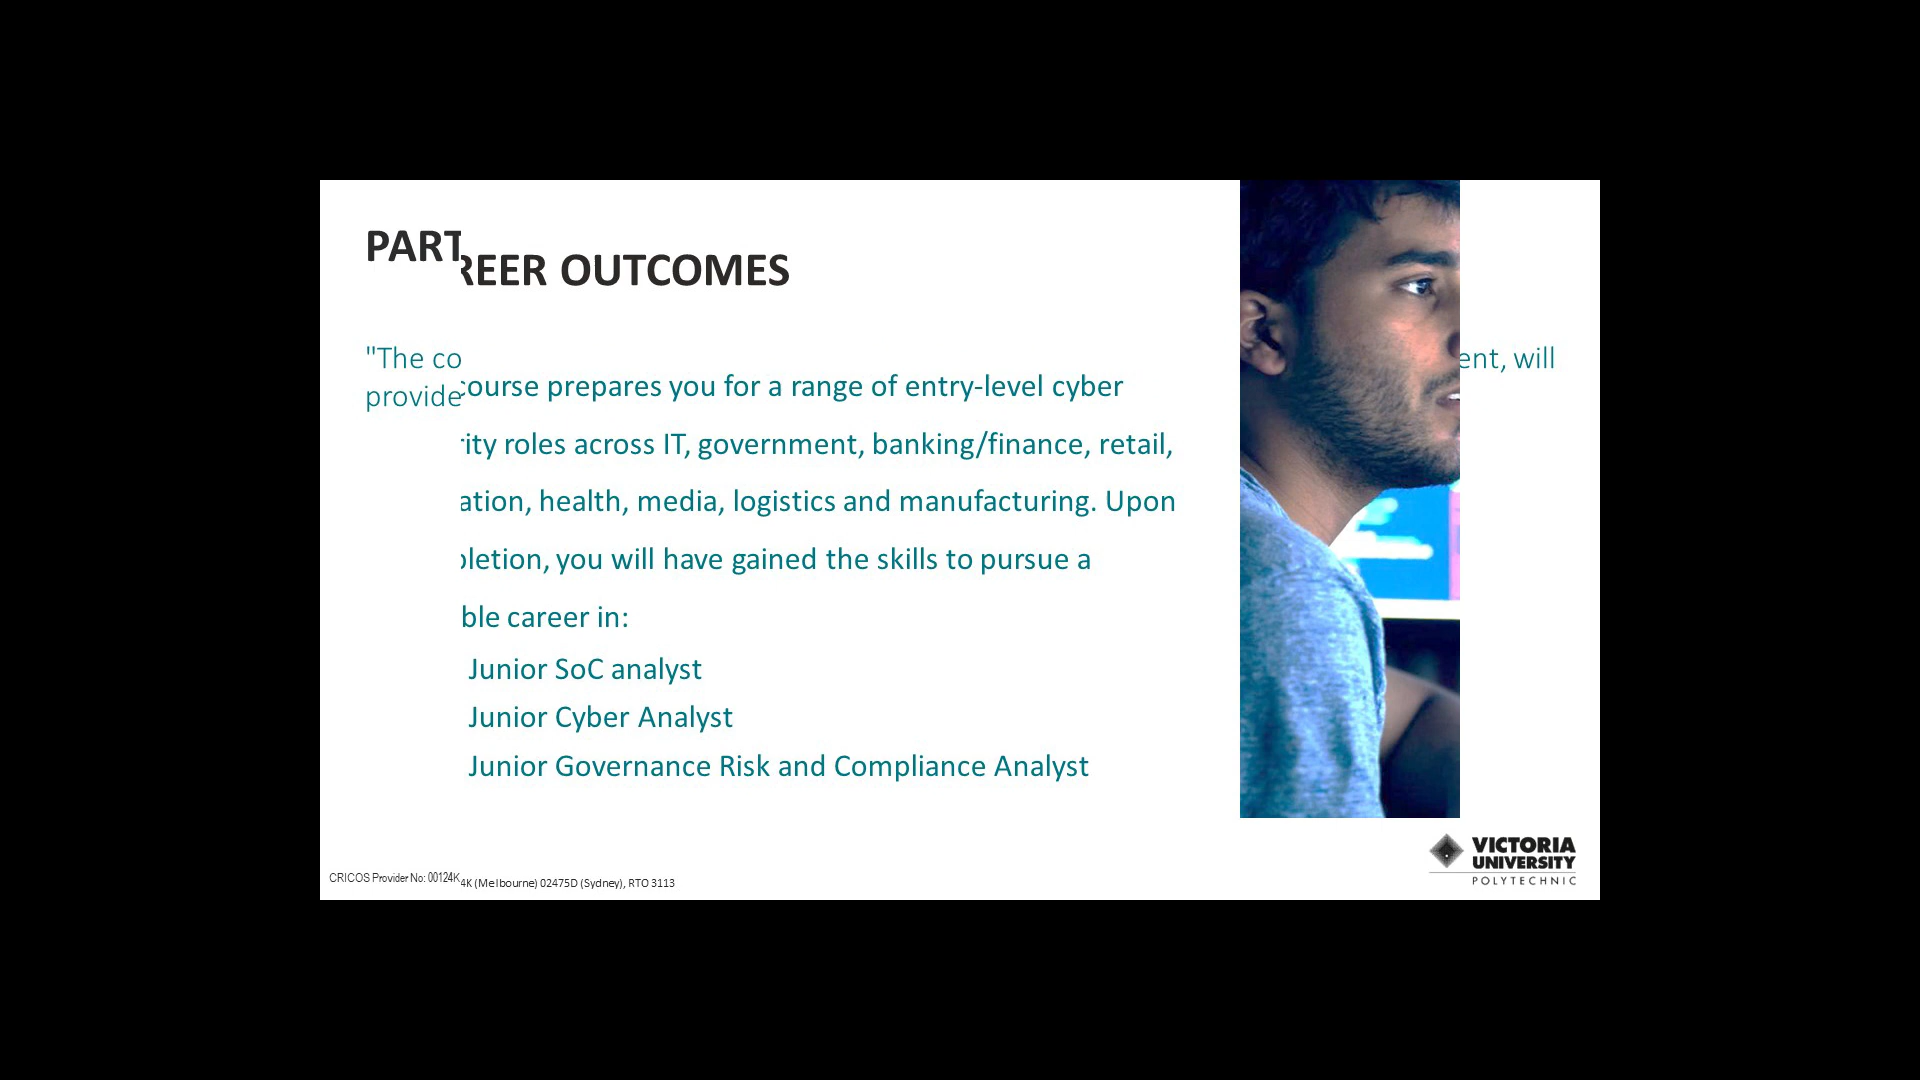 PART
REER OUTCOMES
"The co
ent, will
provide
course prepares you for a range of entry-level cyber
rity roles across IT, government, banking/finance, retail,
ation, health, media, logistics and manufacturing. Upon
pletion, you will have gained the skills to pursue a
ble career in:
Junior SoC analyst
Junior Cyber Analyst
Junior Governance Risk and Compliance Analyst
CRICOS Provider No: 00124K
4K (Melbourne) 02475D (Sydney), RTO 3113
VICTORIA
UNIVERSITY
POLYTECHNIC